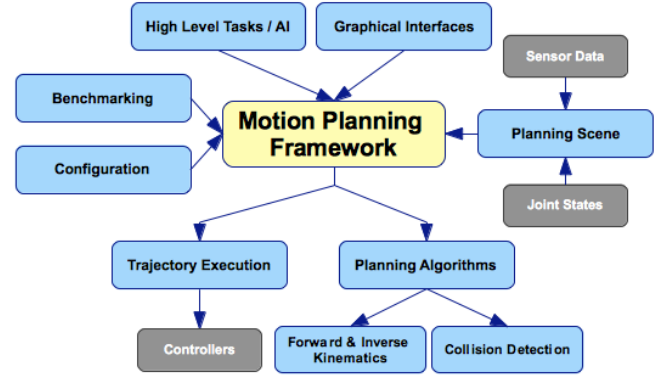 High Level Tasks / AI
Graphical Interfaces
Sensor Data
Benchmarking
Motion Planning
Framework
Planning Scene
Configuration
Joint States
Trajectory Execution
Planning Algorithms
Controllers
Forward & Inverse
Kinematics
Collision Detection